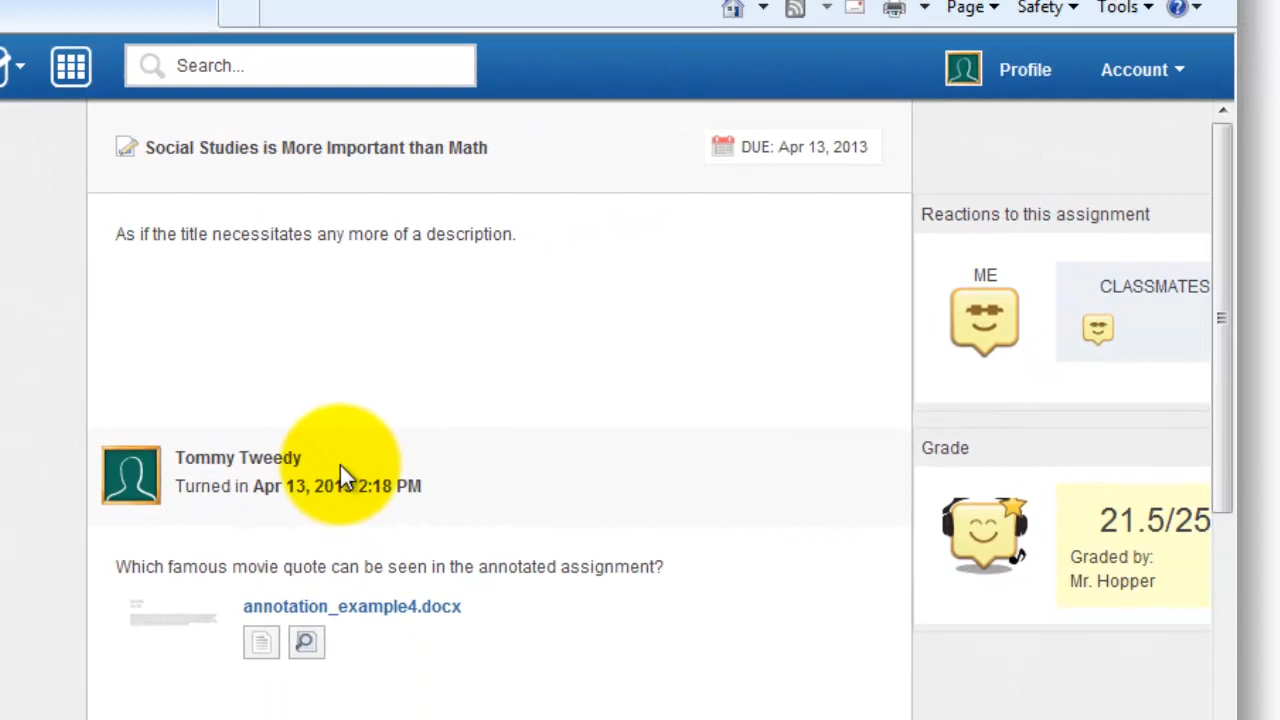 Page Safety Tools
Search...
Profile Account
Social Studies is More Important than Math
DUE: Apr 13, 2013
As if the title necessitates any more of a description.
Reactions to this assignment
ME
CLASSMATES
Tommy Tweedy
Turned in Apr 13, 2013 2:18 PM
Grade
21.5/25
Graded by:
Mr. Hopper
Which famous movie quote can be seen in the annotated assignment?
annotation_example4.docx